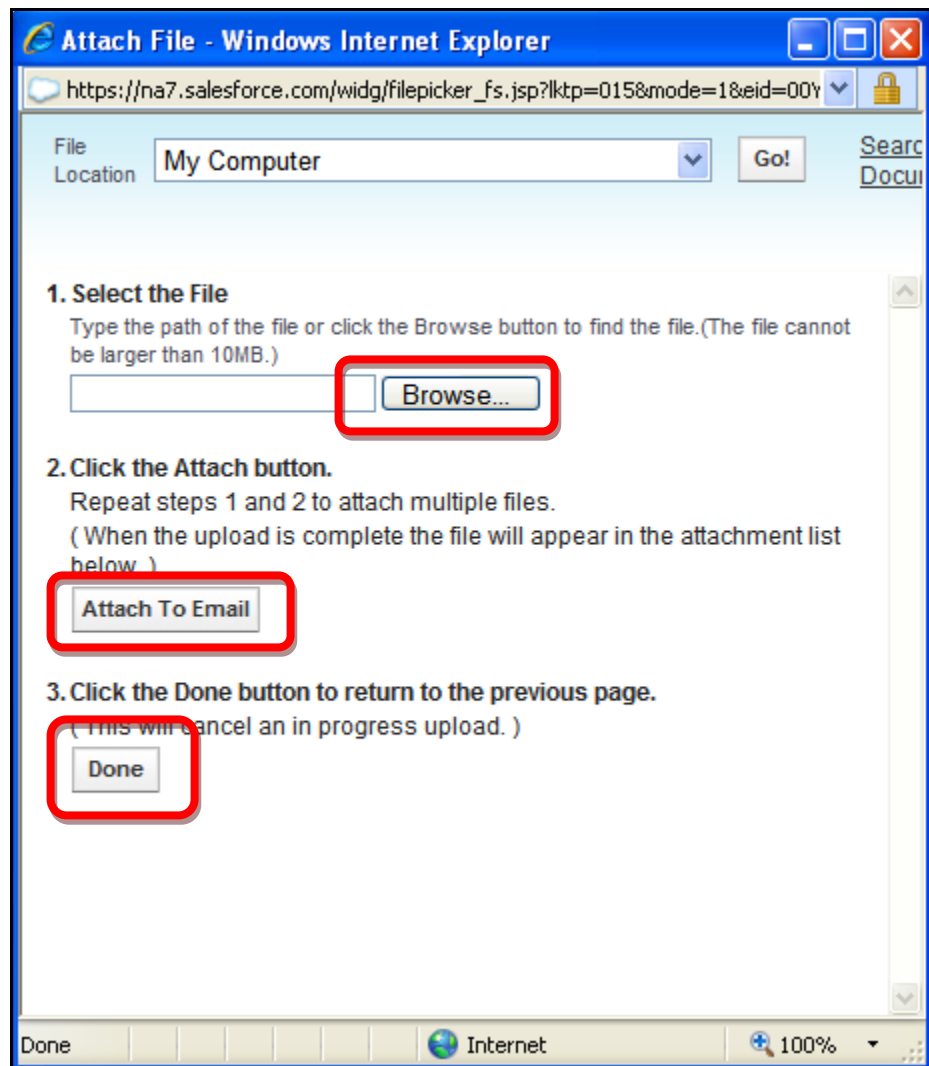 Attach File - Windows Internet Explorer
https://na7.salesforce.com/widg/filepicker_fs.jsp?lktp=015&mode=1&eid=00Y
File
Location
My Computer
Go!
Searc
Docu
1. Select the File
Type the path of the file or click the Browse button to find the file.(The file cannot
be larger than 10MB.)
Browse...
2. Click the Attach button.
Repeat steps 1 and 2 to attach multiple files.
( When the upload is complete the file will appear in the attachment list
below. )
Attach To Email
3. Click the Done button to return to the previous page.
( This will cancel an in progress upload. )
Done
Done
Internet
100%